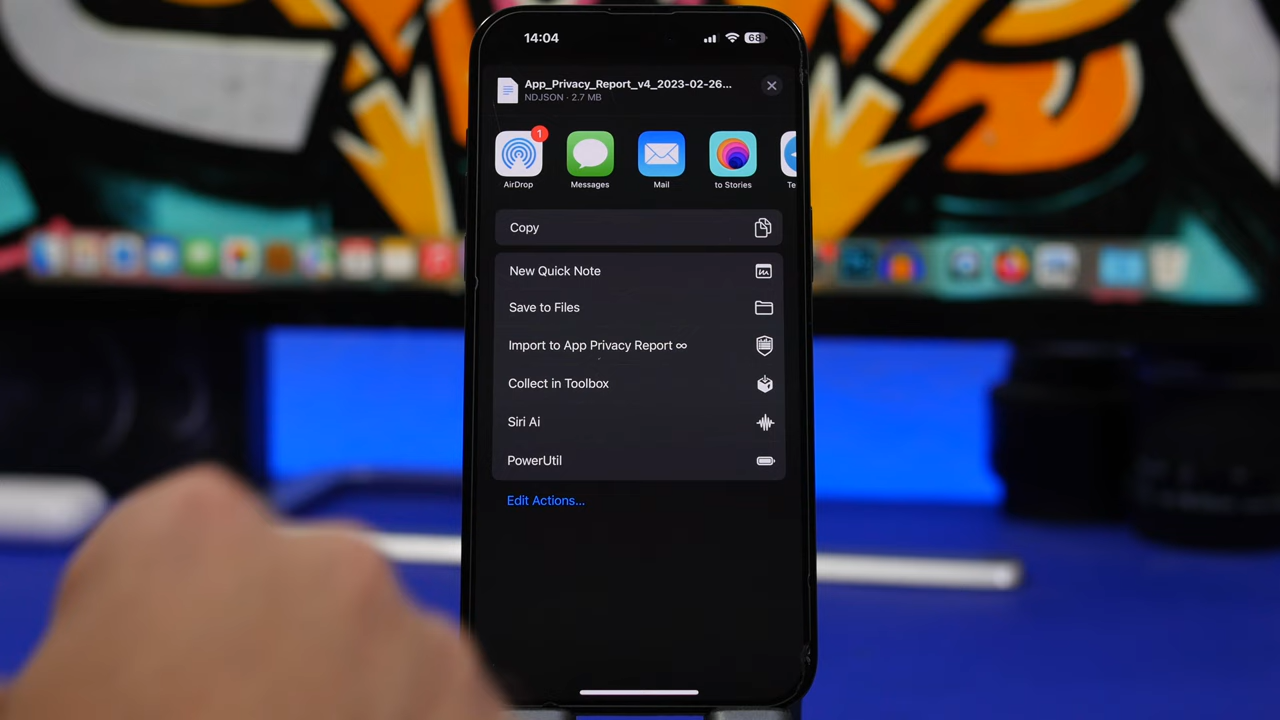 14:04
68
App_Privacy_Report_v4_2023-02-26...
NDJSON · 2.7 MB
1
AirDrop
Messages
Mail
to Stories
Te
Copy
New Quick Note
Save to Files
Import to App Privacy Report ∞
Collect in Toolbox
Siri Ai
PowerUtil
Edit Actions...